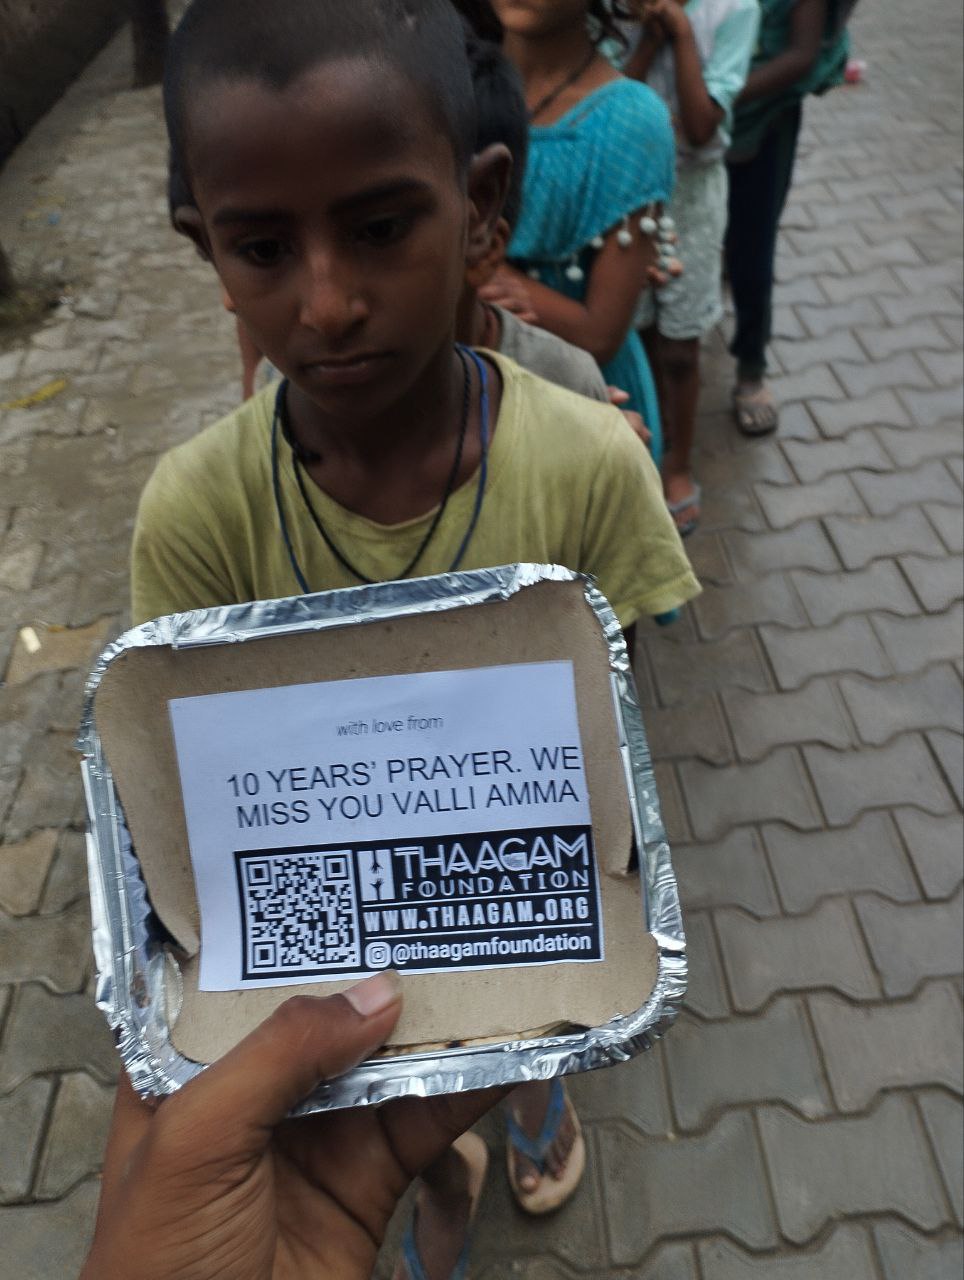 with love from
10 YEARS' PRAYER. WE
MISS YOU VALLI AMMA
THAAGAM
FOUNDATION
WWW.THAAGAM.ORG
@thaagamfoundation